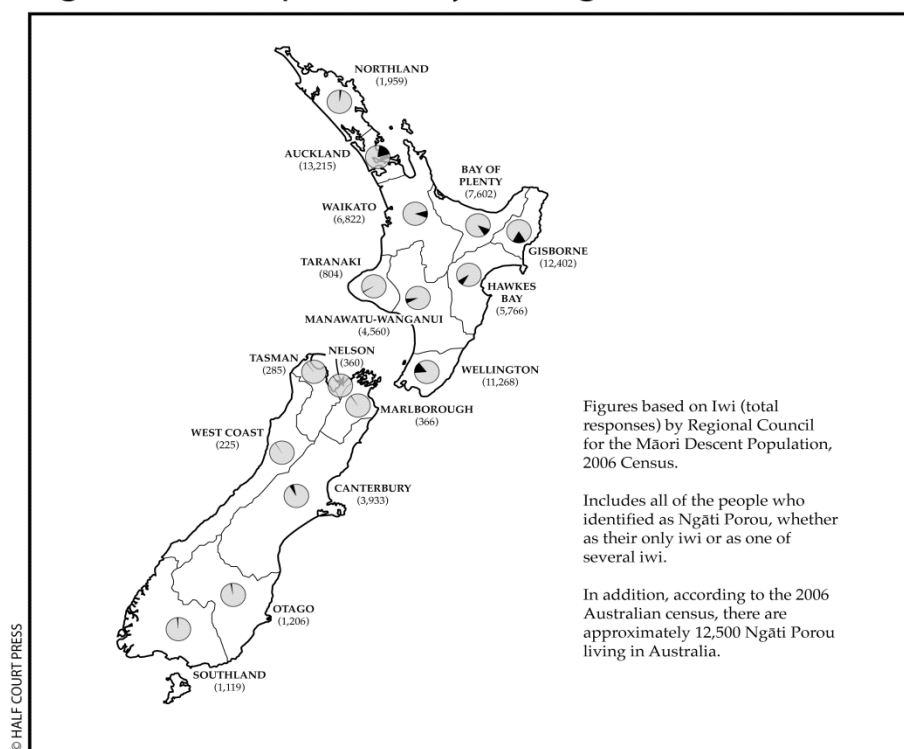 NORTHLAND
(1,959)
AUCKLAND
(13,215)
BAY OF
PLENTY
(7,602)
WAIKATO
(6,822)
GISBORNE
(12,402)
TARANAKI
(804)
HAWKES
BAY
(5,766)
MANAWATU-WANGANUI
(4,560)
NELSON
(360)
TASMAN
(285)
WELLINGTON
(11,268)
MARLBOROUGH
(366)
WEST COAST
(225)
CANTERBURY
(3,933)
OTAGO
(1,206)
SOUTHLAND
(1,119)
Figures based on Iwi (total
responses) by Regional Council
for the Māori Descent Population,
2006 Census.
Includes all of the people who
identified as Ngāti Porou, whether
as their only iwi or as one of
several iwi.
In addition, according to the 2006
Australian census, there are
approximately 12,500 Ngāti Porou
living in Australia.
© HALF COURT PRESS